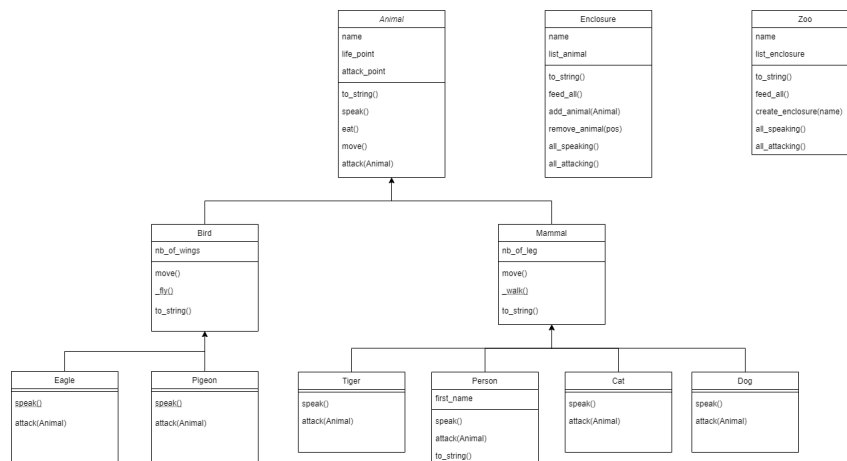 Animal
name
life_point
attack_point
to_string()
speak()
eat()
move()
attack(Animal)
Enclosure
name
list_animal
to_string()
feed_all()
add_animal(Animal)
remove_animal(pos)
all_speaking()
all_attacking()
Zoo
name
list_enclosure
to_string()
feed_all()
create_enclosure(name)
all_speaking()
all_attacking()
Bird
nb_of_wings
move()
_fly()
to_string()
Mammal
nb_of_leg
move()
_walk()
to_string()
Eagle
speak()
attack(Animal)
Pigeon
speak()
attack(Animal)
Tiger
speak()
attack(Animal)
Person
first_name
speak()
attack(Animal)
to_string()
Cat
speak()
attack(Animal)
Dog
speak()
attack(Animal)